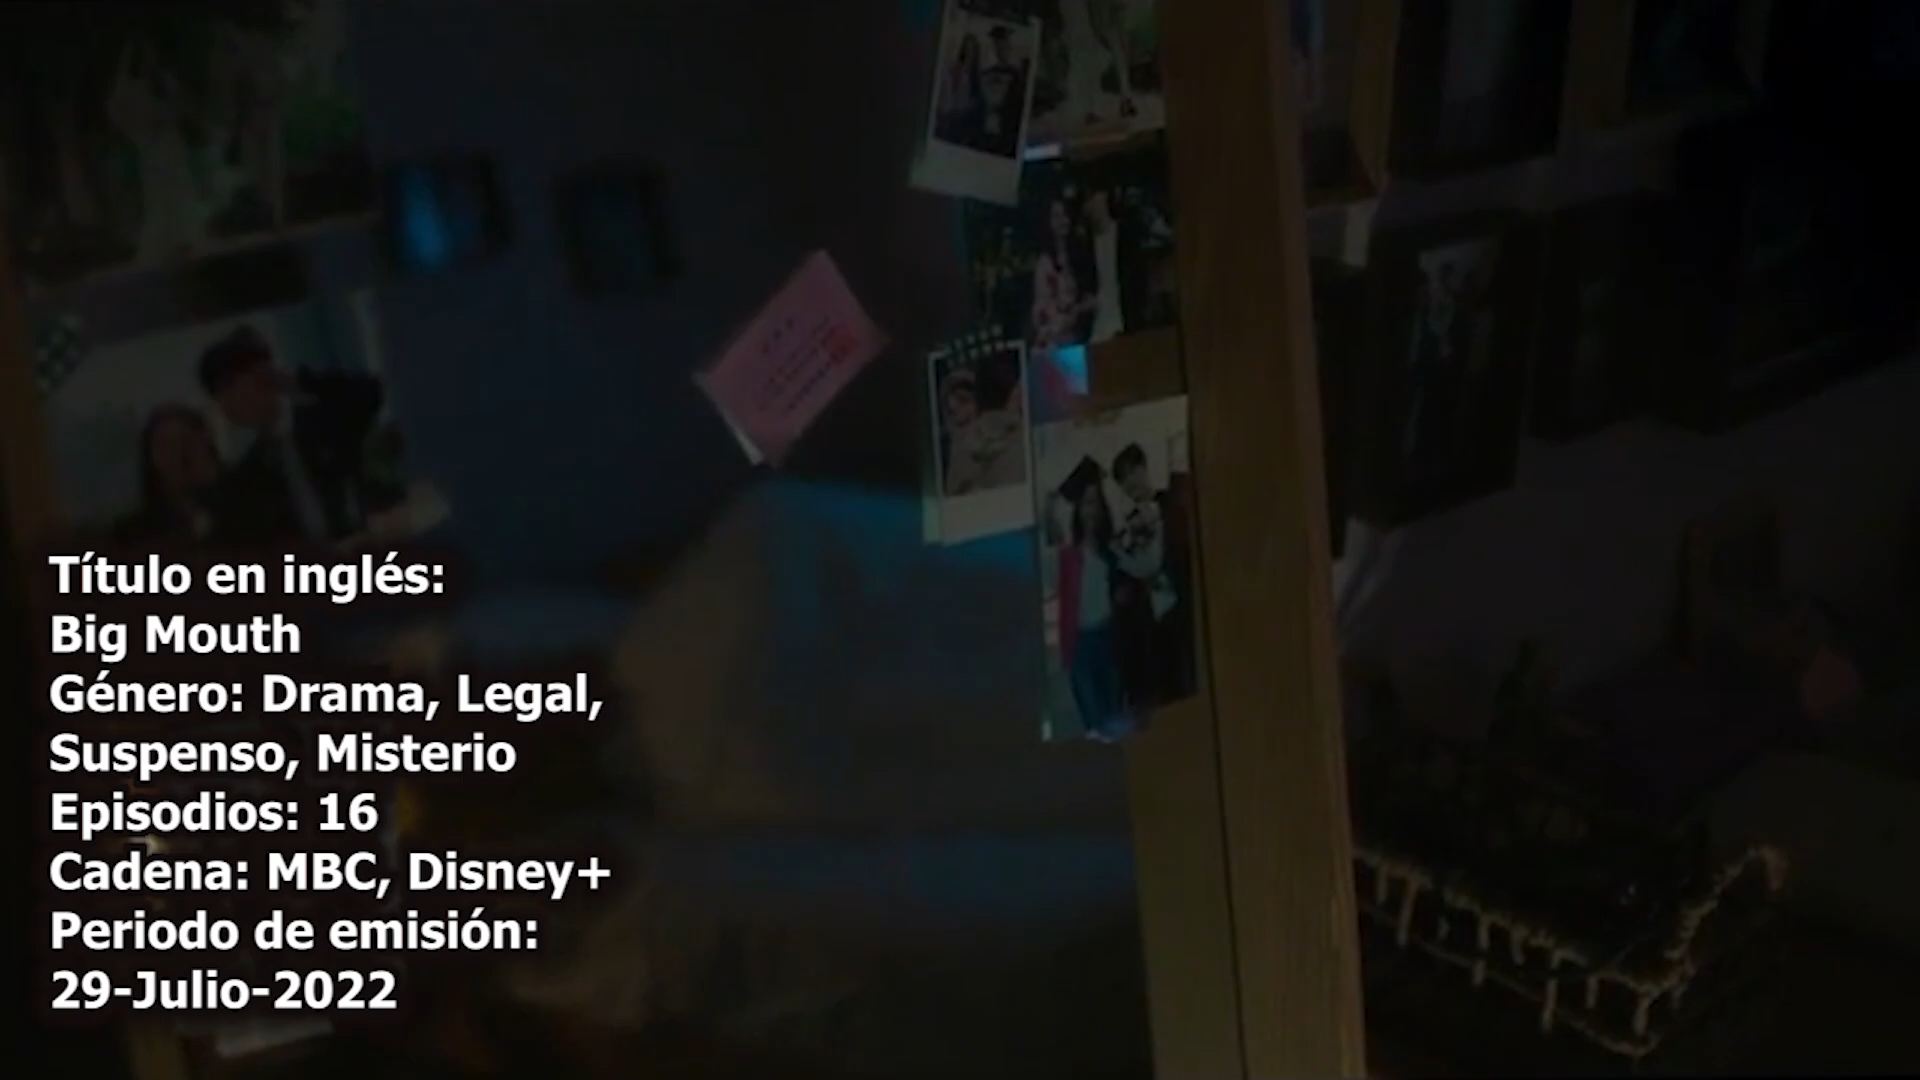 Título en inglés:
Big Mouth
Género: Drama, Legal,
Suspenso, Misterio
Episodios: 16
Cadena: MBC, Disney+
Periodo de emisión:
29-Julio-2022